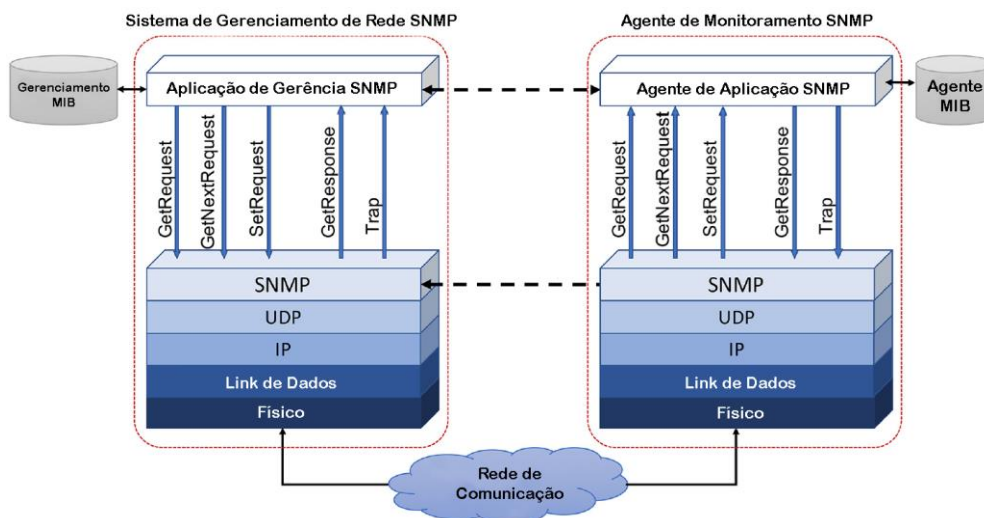 Sistema de Gerenciamento de Rede SNMP
Agente de Monitoramento SNMP
Gerenciamento
MIB
Aplicação de Gerência SNMP
Agente de Aplicação SNMP
Agente
MIB
GetRequest
GetNextRequest
SetRequest
GetResponse
Trap
GetRequest
GetNextRequest
SetRequest
GetResponse
Trap
SNMP
UDP
IP
Link de Dados
Físico
SNMP
UDP
IP
Link de Dados
Físico
Rede de
Comunicação